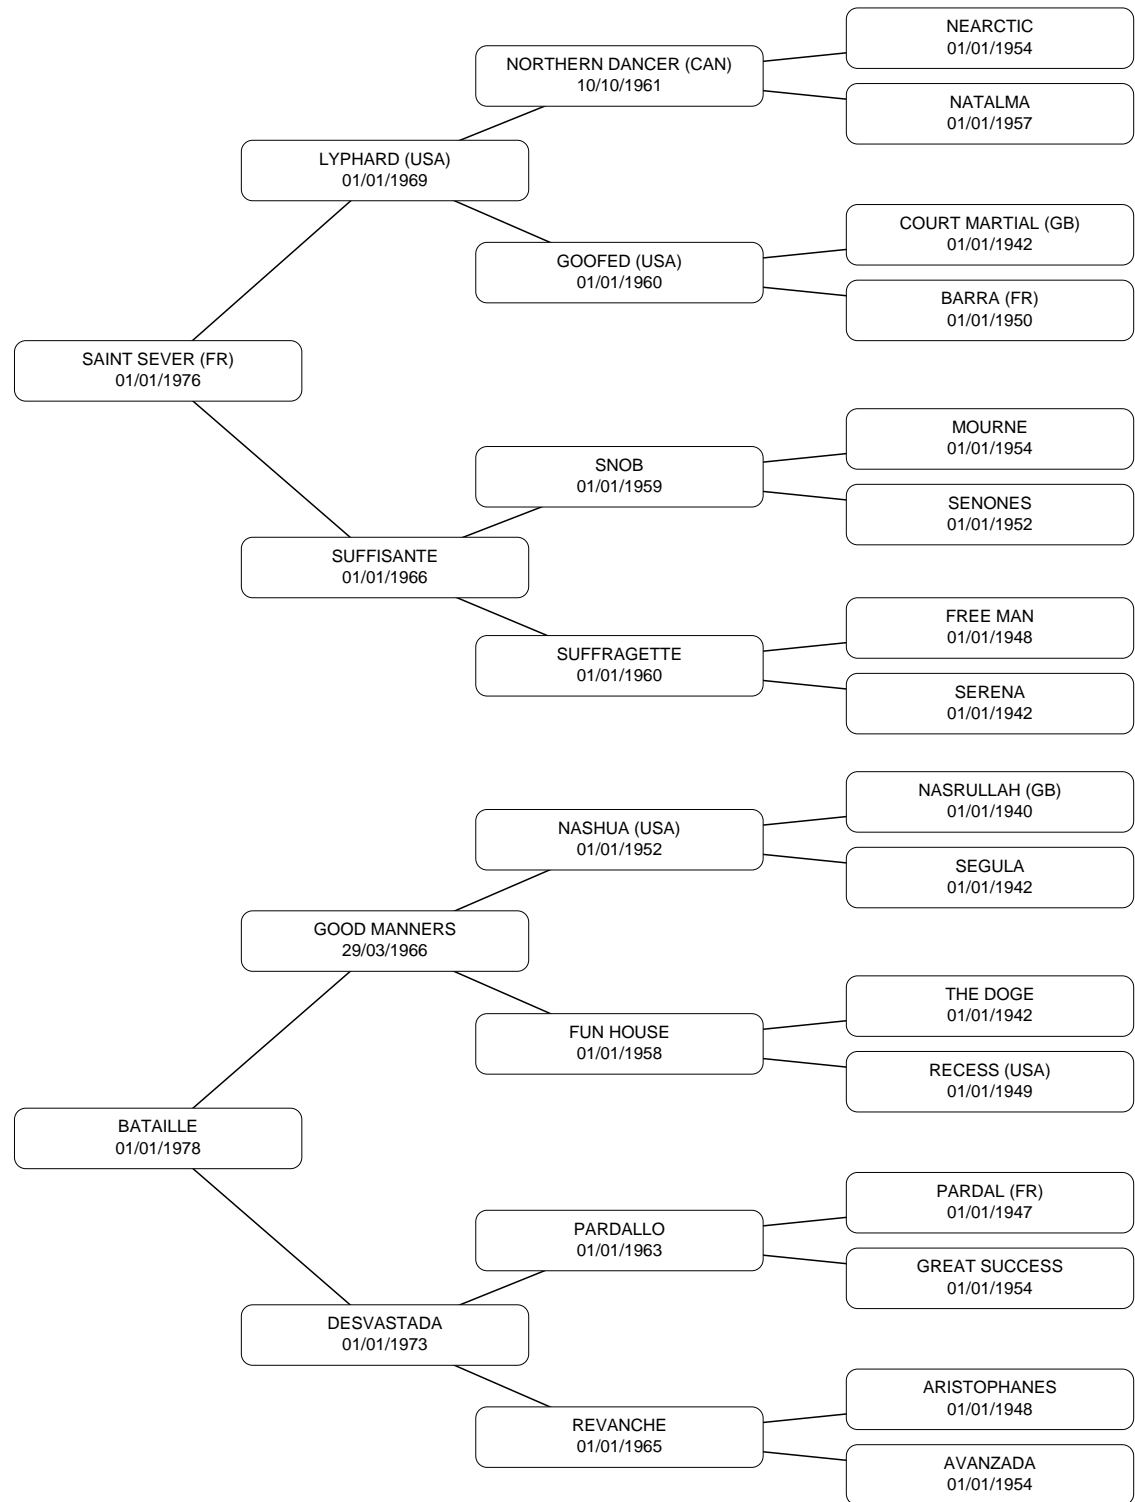 NEARCTIC
01/01/1954
NORTHERN DANCER (CAN)
10/10/1961
NATALMA
01/01/1957
LYPHARD (USA)
01/01/1969
COURT MARTIAL (GB)
01/01/1942
GOOFED (USA)
01/01/1960
BARRA (FR)
01/01/1950
SAINT SEVER (FR)
01/01/1976
MOURNE
01/01/1954
SNOB
01/01/1959
SENONES
01/01/1952
SUFFISANTE
01/01/1966
FREE MAN
01/01/1948
SUFFRAGETTE
01/01/1960
SERENA
01/01/1942
NASRULLAH (GB)
01/01/1940
NASHUA (USA)
01/01/1952
SEGULA
01/01/1942
GOOD MANNERS
29/03/1966
THE DOGE
01/01/1942
FUN HOUSE
01/01/1958
RECESS (USA)
01/01/1949
BATAILLE
01/01/1978
PARDAL (FR)
01/01/1947
PARDALLO
01/01/1963
GREAT SUCCESS
01/01/1954
DESVASTADA
01/01/1973
ARISTOPHANES
01/01/1948
REVANCHE
01/01/1965
AVANZADA
01/01/1954